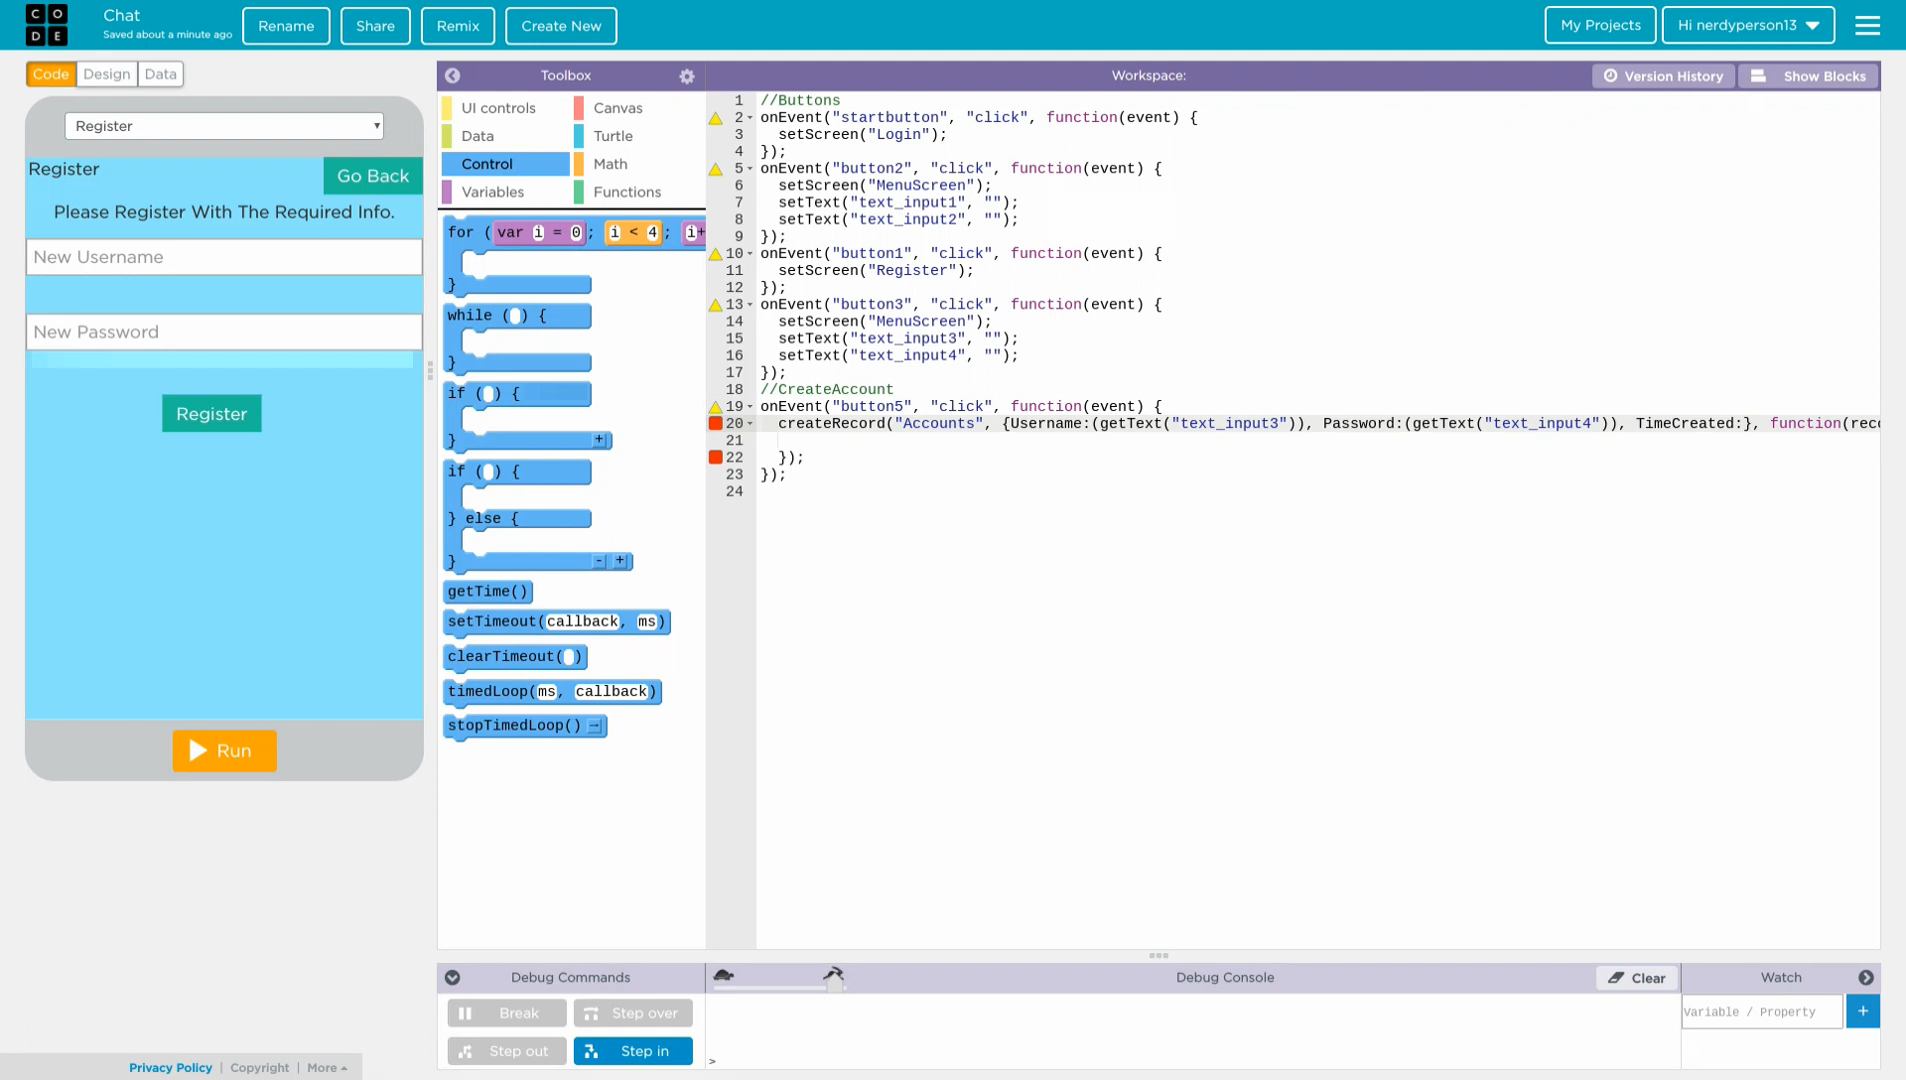 CODE
Chat
Saved about a minute ago
Rename
Share
Remix
Create New
My Projects
Hi nerdyperson13
Code
Design
Data
Register
Register
Go Back
Please Register With The Required Info.
New Username
New Password
Register
Run
Toolbox
UI controls
Canvas
Data
Turtle
Control
Math
Variables
Functions
for (var i = 0; i < 4; i+
}
while ( ) {
}
if ( ) {
} +
if ( ) {
} else {
} - +
getTime()
setTimeout(callback, ms)
clearTimeout( )
timedLoop(ms, callback)
stopTimedLoop()
Workspace:
Version History
Show Blocks
1 //Buttons
2 onEvent("startbutton", "click", function(event) {
3 setScreen("Login");
4 });
5 onEvent("button2", "click", function(event) {
6 setScreen("MenuScreen");
7 setText("text_input1", "");
8 setText("text_input2", "");
9 });
10 onEvent("button1", "click", function(event) {
11 setScreen("Register");
12 });
13 onEvent("button3", "click", function(event) {
14 setScreen("MenuScreen");
15 setText("text_input3", "");
16 setText("text_input4", "");
17 });
18 //CreateAccount
19 onEvent("button5", "click", function(event) {
20 createRecord("Accounts", {Username:(getText("text_input3")), Password:(getText("text_input4")), TimeCreated:}, function(reco
21
22 });
23 });
24
Debug Commands
Break
Step over
Step out
Step in
Debug Console
Clear
>
Watch
Variable / Property
+
Privacy Policy | Copyright | More